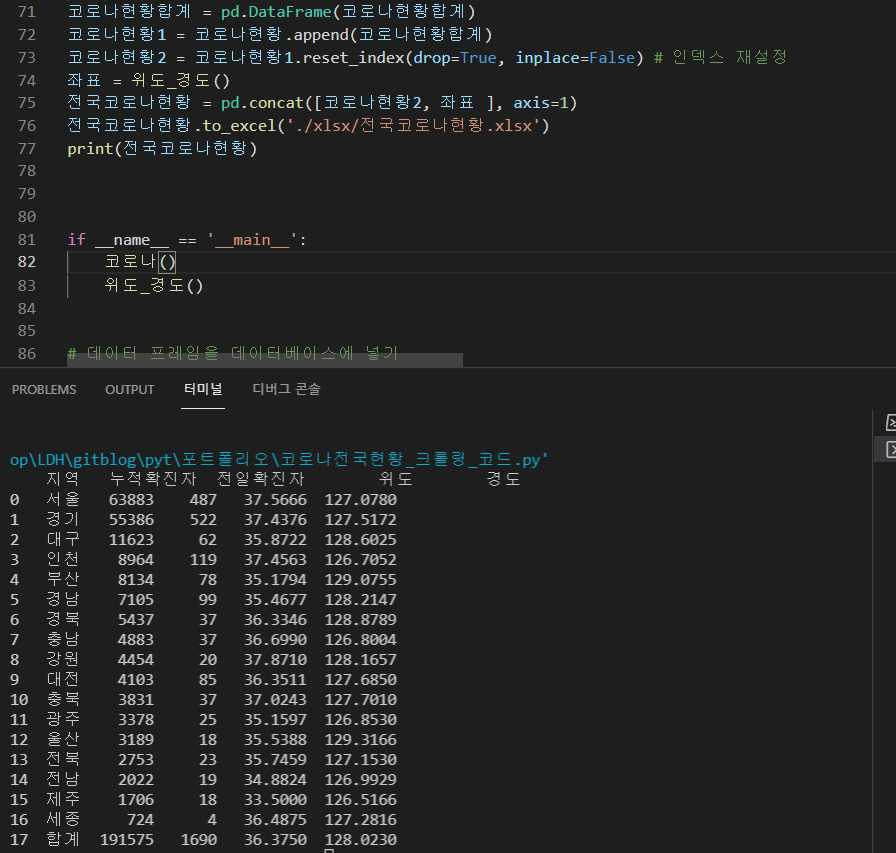 71 코로나현황합계 = pd.DataFrame(코로나현황합계)
72 코로나현황1 = 코로나현황.append(코로나현황합계)
73 코로나현황2 = 코로나현황1.reset_index(drop=True, inplace=False) # 인덱스 재설정
74 좌표 = 위도_경도()
75 전국코로나현황 = pd.concat([코로나현황2, 좌표 ], axis=1)
76 전국코로나현황.to_excel('./xlsx/전국코로나현황.xlsx')
77 print(전국코로나현황)
78
79
80
81 if __name__ == '__main__':
82 코로나()
83 위도_경도()
84
85
86 # 데이터 프레임을 데이터베이스에 넣기
PROBLEMS OUTPUT 터미널 디버그 콘솔
op\LDH\gitblog\pyt\포트폴리오\코로나전국현황_크롤링_코드.py'
지역 누적확진자 전일확진자 위도 경도
0 서울 63883 487 37.5666 127.0780
1 경기 55386 522 37.4376 127.5172
2 대구 11623 62 35.8722 128.6025
3 인천 8964 119 37.4563 126.7052
4 부산 8134 78 35.1794 129.0755
5 경남 7105 99 35.4677 128.2147
6 경북 5437 37 36.3346 128.8789
7 충남 4883 37 36.6990 126.8004
8 강원 4454 20 37.8710 128.1657
9 대전 4103 85 36.3511 127.6850
10 충북 3831 37 37.0243 127.7010
11 광주 3378 25 35.1597 126.8530
12 울산 3189 18 35.5388 129.3166
13 전북 2753 23 35.7459 127.1530
14 전남 2022 19 34.8824 126.9929
15 제주 1706 18 33.5000 126.5166
16 세종 724 4 36.4875 127.2816
17 합계 191575 1690 36.3750 128.0230